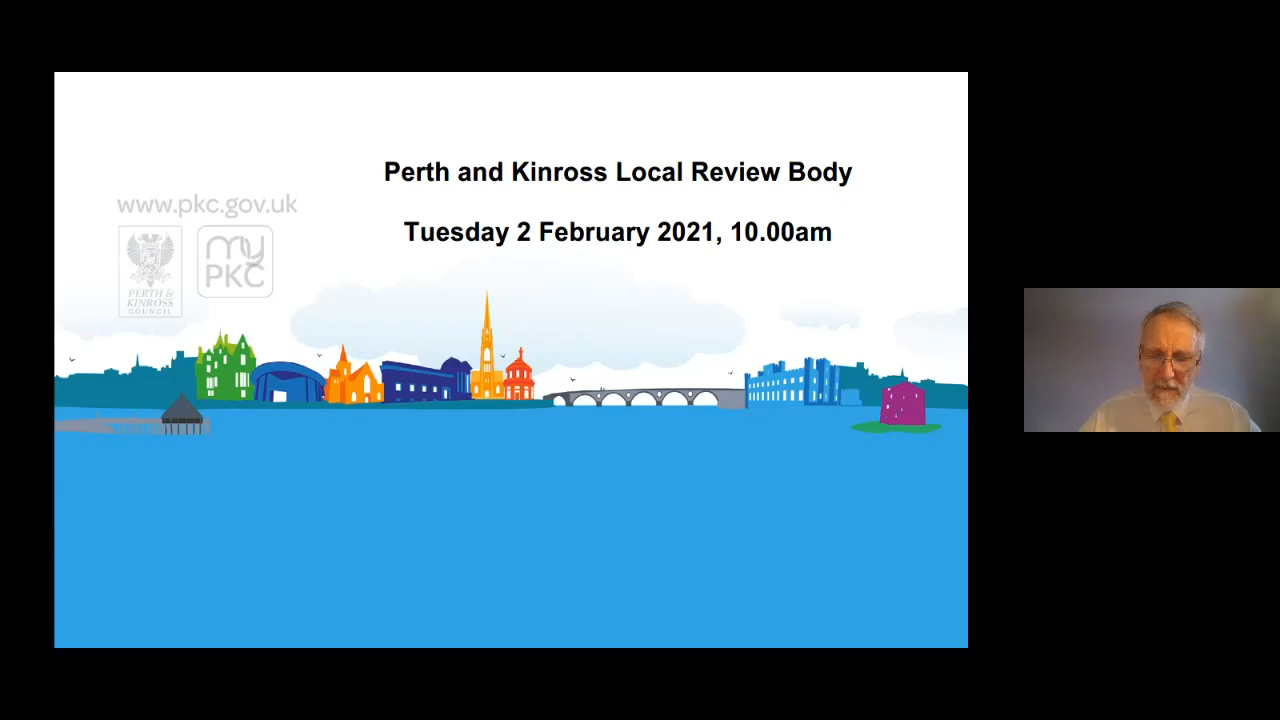 Perth and Kinross Local Review Body
Tuesday 2 February 2021, 10.00am
www.pkc.gov.uk
my
PKC
PERTH &
KINROSS
COUNCIL